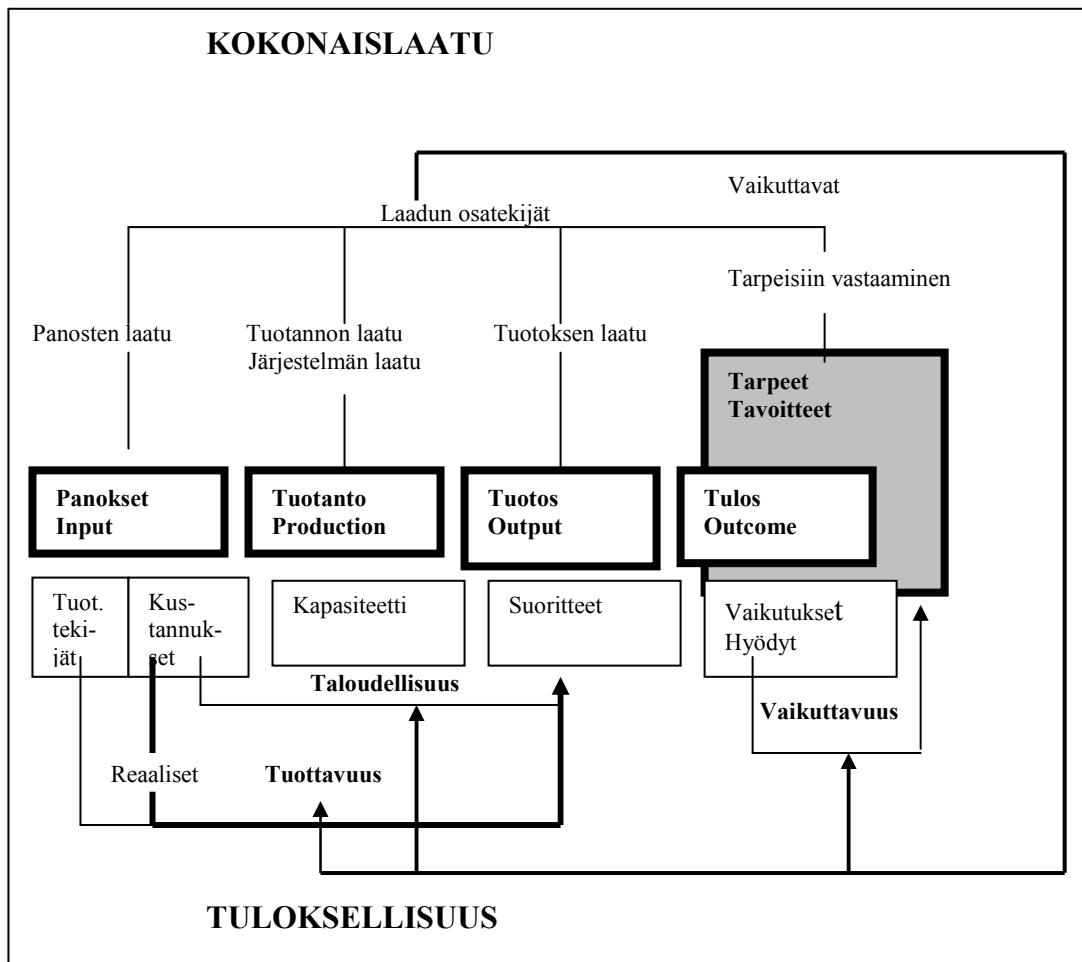 KOKONAISLAATU
Vaikuttavat
Laadun osatekijät
Tarpeisiin vastaaminen
Panosten laatu
Tuotannon laatu
Järjestelmän laatu
Tuotoksen laatu
Tarpeet
Tavoitteet
Panokset
Input
Tuotanto
Production
Tuotos
Output
Tulos
Outcome
Tuot.
teki-
jät
Kus-
tannuk-
set
Kapasiteetti
Suoritteet
Vaikutukset
Hyödyt
Taloudellisuus
Vaikuttavuus
Reaaliset
Tuottavuus
TULOKSELLISUUS